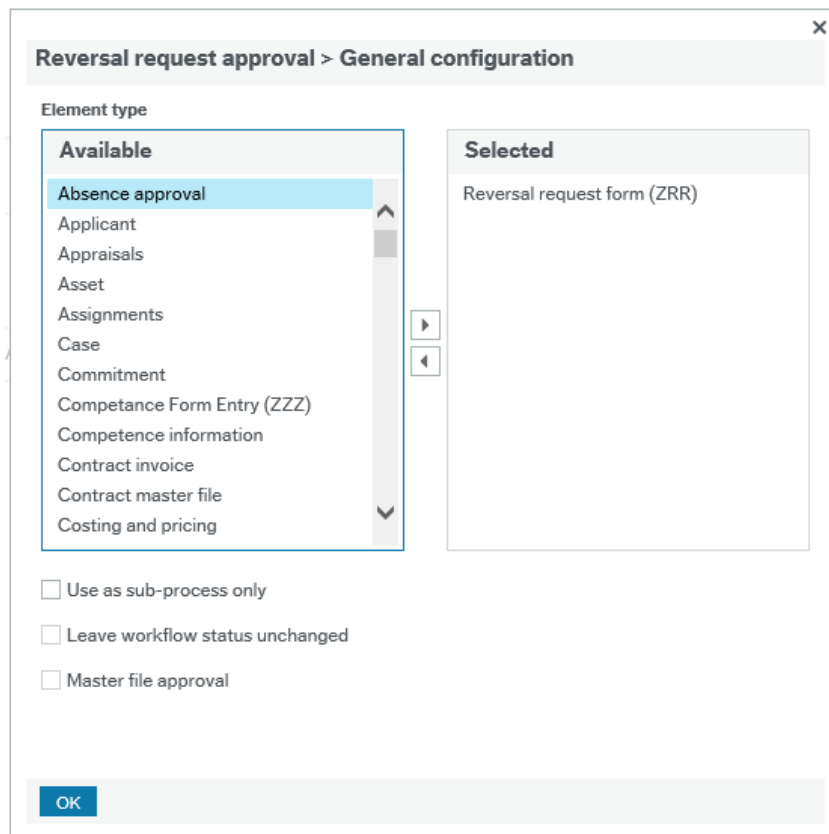 Reversal request approval > General configuration
Element type
Available
Absence approval
Applicant
Appraisals
Asset
Assignments
Case
Commitment
Competance Form Entry (ZZZ)
Competence information
Contract invoice
Contract master file
Costing and pricing
Selected
Reversal request form (ZRR)
Use as sub-process only
Leave workflow status unchanged
Master file approval
OK